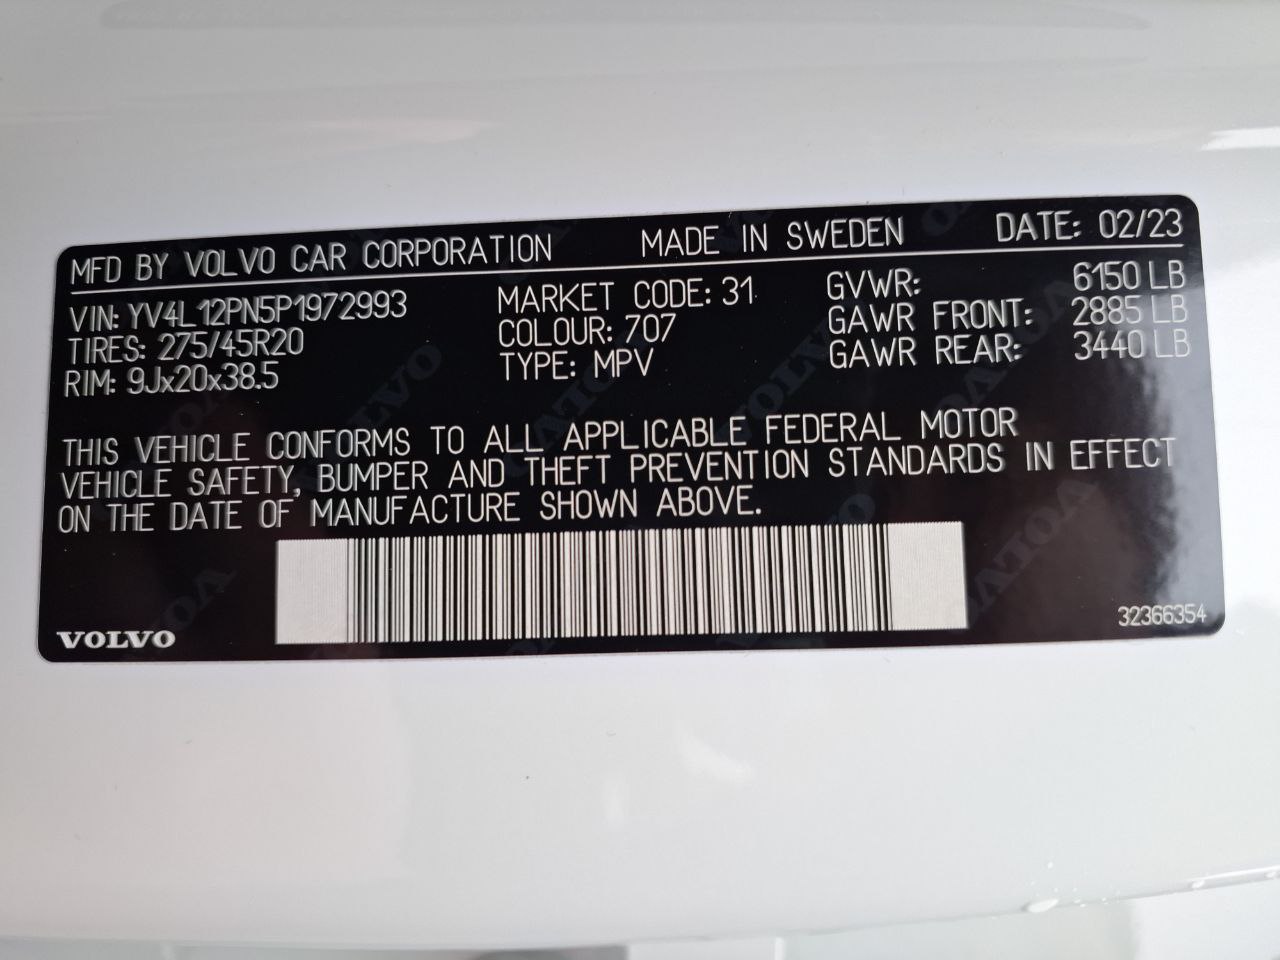 MFD BY VOLVO CAR CORPORATION MADE IN SWEDEN DATE: 02/23
VIN: YV4L12PN5P1972993 MARKET CODE: 31 GVWR: 6150 LB
TIRES: 275/45R20 COLOUR: 707 GAWR FRONT: 2885 LB
RIM: 9Jx20x38.5 TYPE: MPV GAWR REAR: 3440 LB
THIS VEHICLE CONFORMS TO ALL APPLICABLE FEDERAL MOTOR
VEHICLE SAFETY, BUMPER AND THEFT PREVENTION STANDARDS IN EFFECT
ON THE DATE OF MANUFACTURE SHOWN ABOVE.
VOLVO 32366354